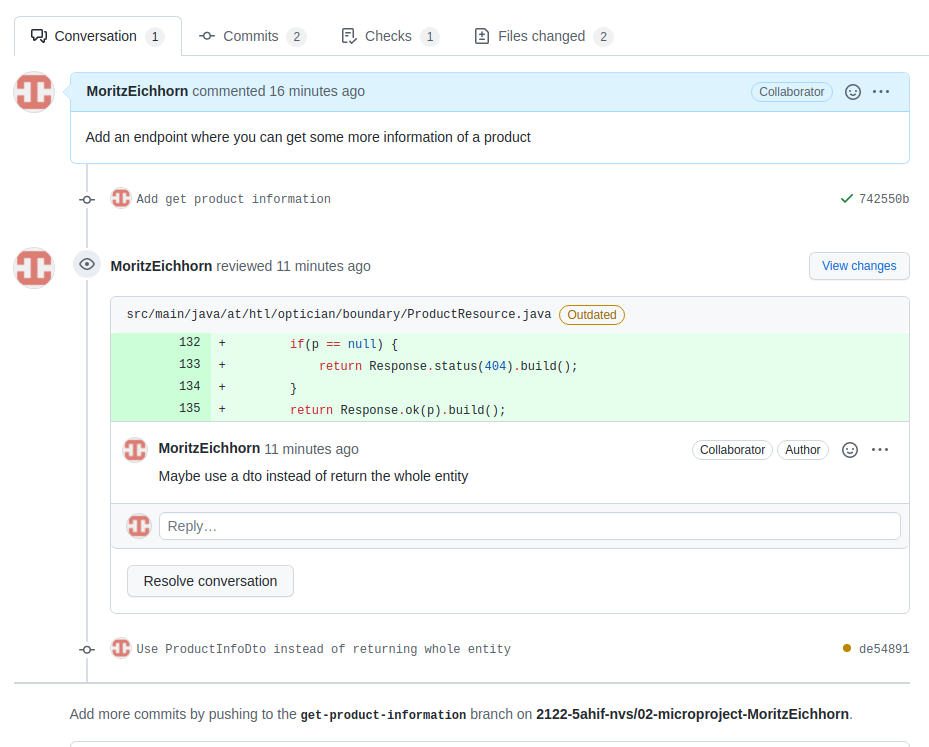 Conversation 1 Commits 2 Checks 1 Files changed 2
MoritzEichhorn commented 16 minutes ago Collaborator
Add an endpoint where you can get some more information of a product
Add get product information 742550b
MoritzEichhorn reviewed 11 minutes ago View changes
src/main/java/at/htl/optician/boundary/ProductResource.java Outdated
132 + if(p == null) {
133 + return Response.status(404).build();
134 + }
135 + return Response.ok(p).build();
MoritzEichhorn 11 minutes ago Collaborator Author
Maybe use a dto instead of return the whole entity
Reply…
Resolve conversation
Use ProductInfoDto instead of returning whole entity de54891
Add more commits by pushing to the get-product-information branch on 2122-5ahif-nvs/02-microproject-MoritzEichhorn.